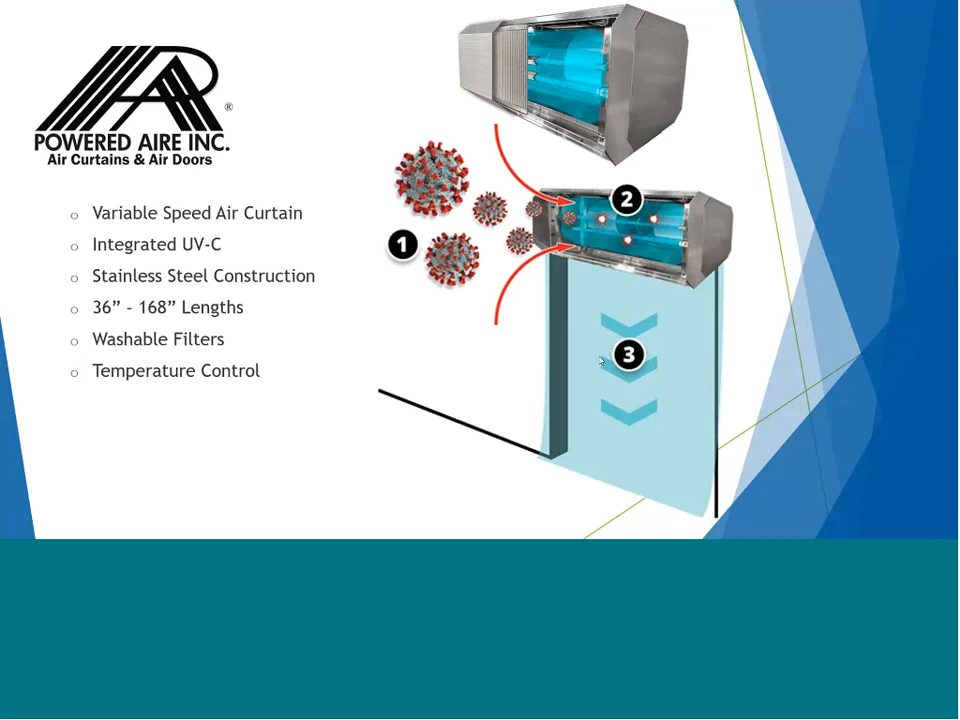 POWERED AIRE INC.
®
Air Curtains & Air Doors
o Variable Speed Air Curtain
o Integrated UV-C
o Stainless Steel Construction
o 36” - 168” Lengths
o Washable Filters
o Temperature Control
1
2
3